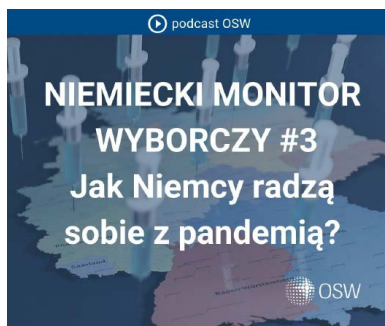 podcast OSW
NIEMIECKI MONITOR
WYBORCZY #3
Jak Niemcy radzą
sobie z pandemią?
OSW